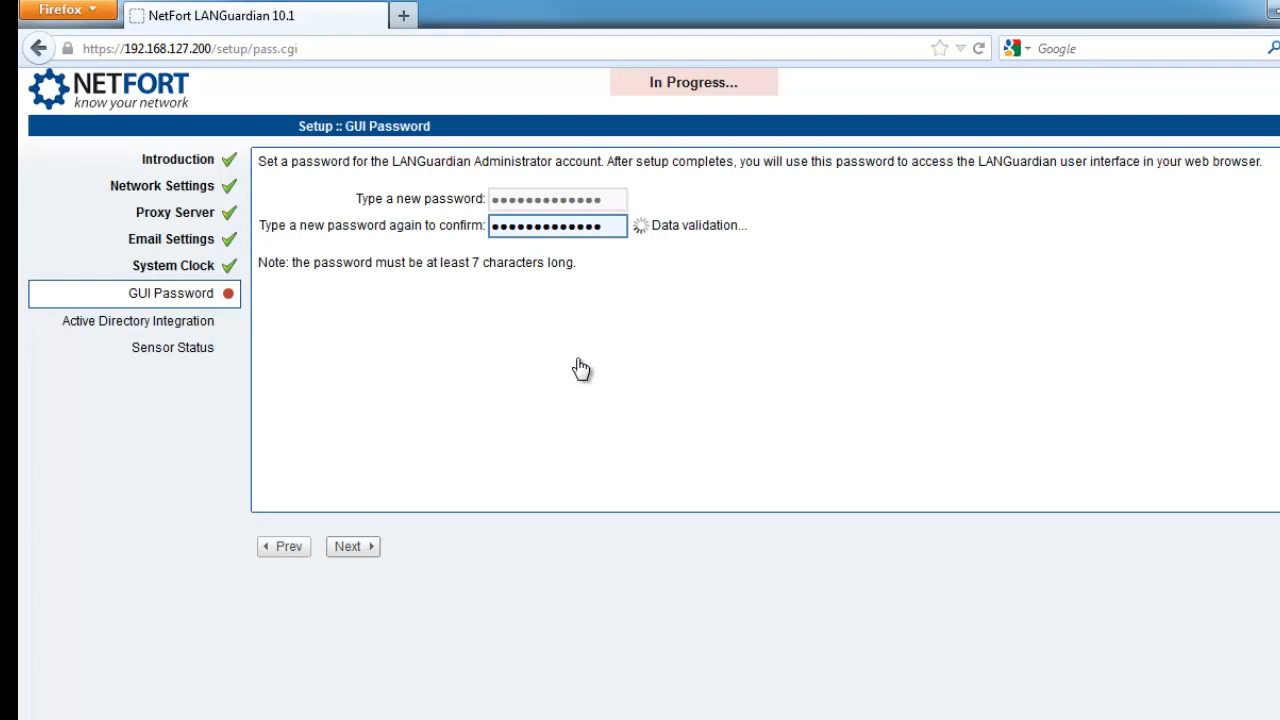 Firefox
NetFort LANGuardian 10.1
https://192.168.127.200/setup/pass.cgi
Google
NETFORT
know your network
In Progress...
Setup :: GUI Password
Introduction
Network Settings
Proxy Server
Email Settings
System Clock
GUI Password
Active Directory Integration
Sensor Status
Set a password for the LANGuardian Administrator account. After setup completes, you will use this password to access the LANGuardian user interface in your web browser.
Type a new password: •••••••••••••
Type a new password again to confirm: ••••••••••••• Data validation...
Note: the password must be at least 7 characters long.
Prev Next